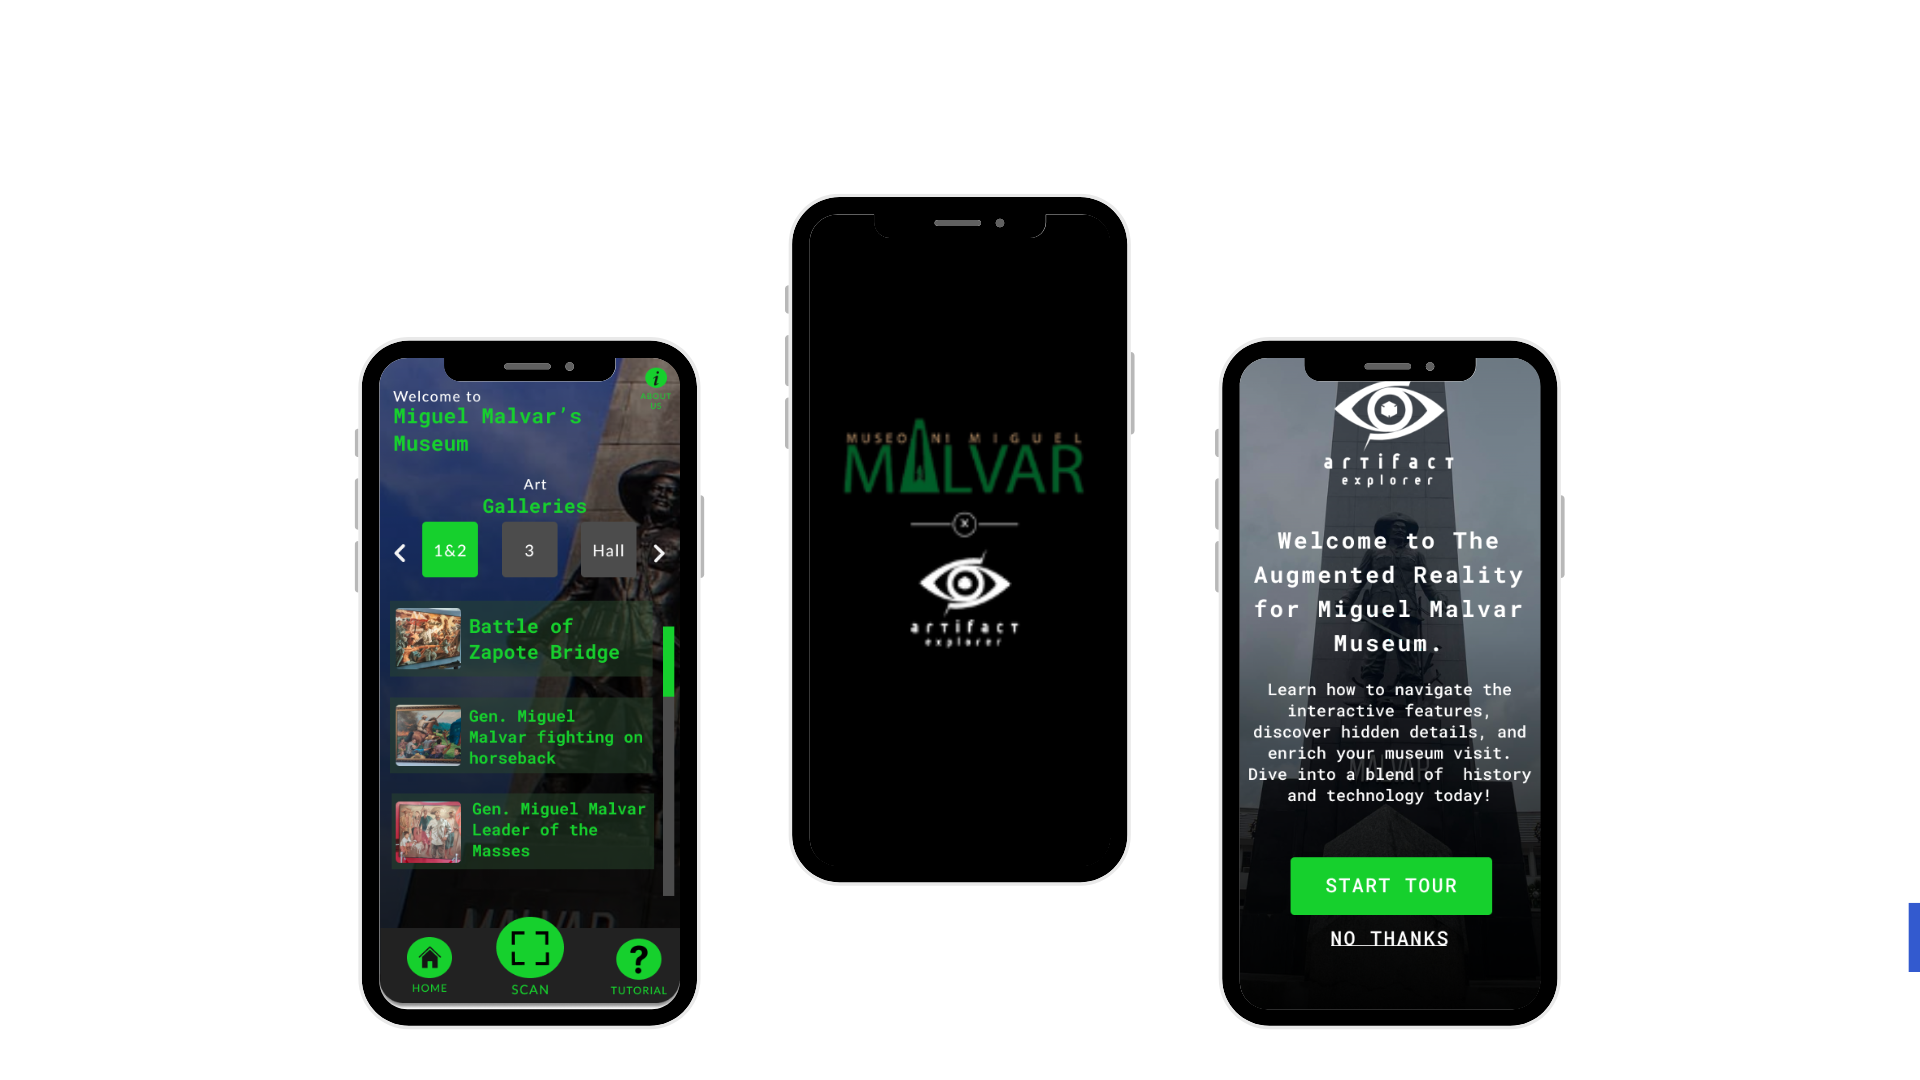 Welcome to
Miguel Malvar's
Museum
ABOUT
US
Art
Galleries
1&2
3
Hall
Battle of
Zapote Bridge
Gen. Miguel
Malvar fighting on
horseback
Gen. Miguel Malvar
Leader of the
Masses
MALVAR
HOME
SCAN
TUTORIAL
MUSEO NI MIGUEL
MALVAR
X
artifact
explorer
artifact
explorer
Welcome to The
Augmented Reality
for Miguel Malvar
Museum.
Learn how to navigate the
interactive features,
discover hidden details, and
enrich your museum visit.
MALVAR
Dive into a blend of history
and technology today!
START TOUR
NO THANKS